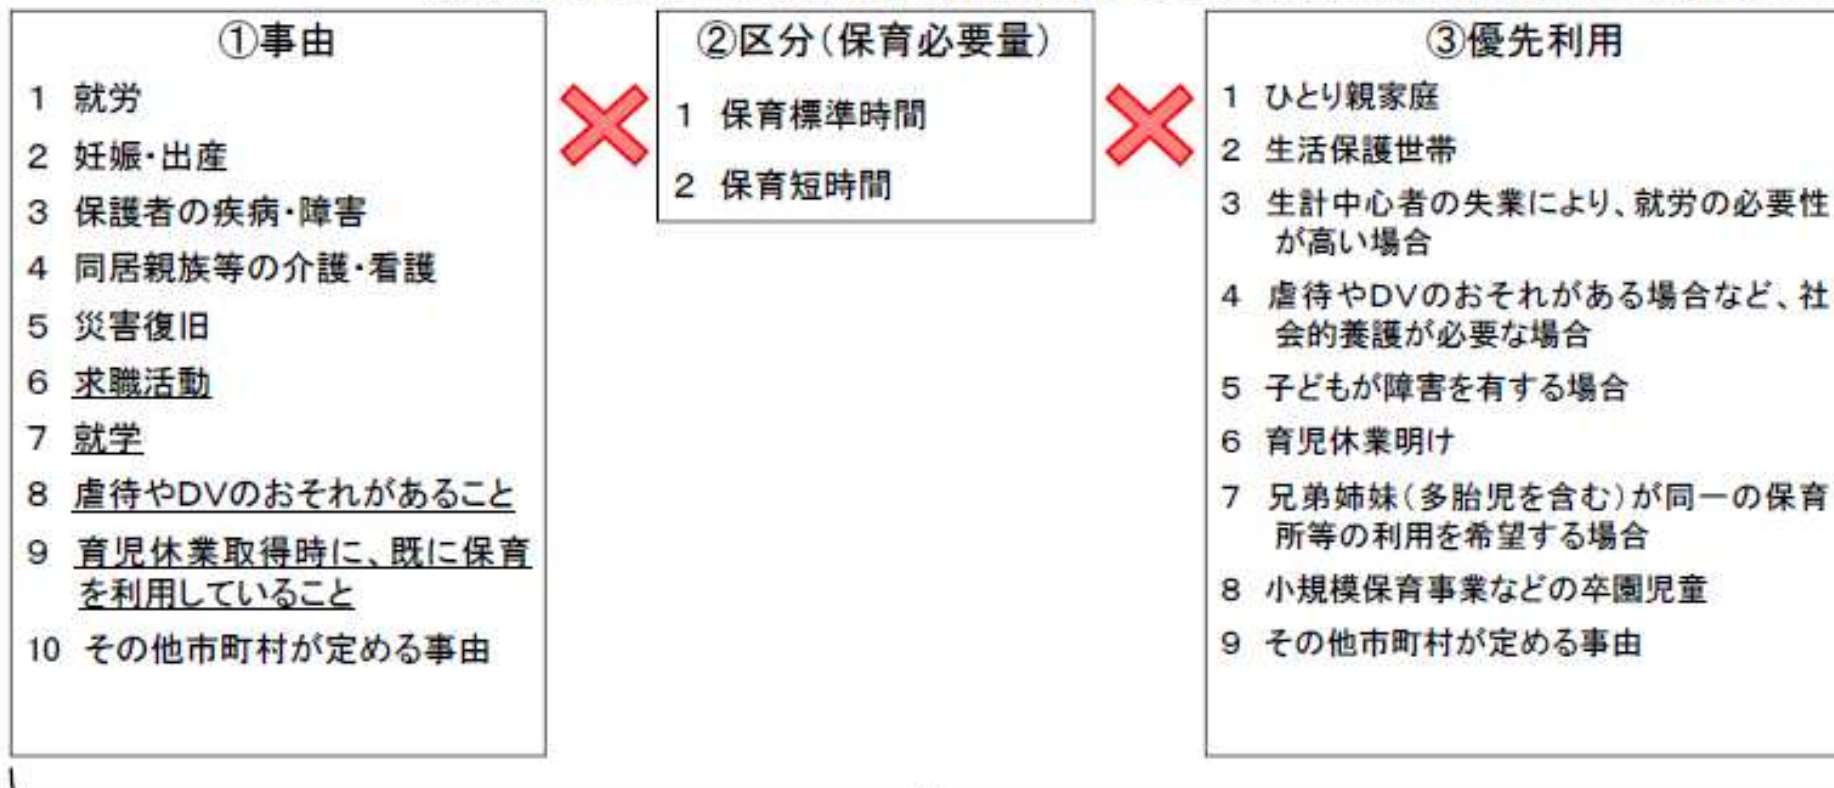 ①事由
1 就労
2 妊娠・出産
3 保護者の疾病・障害
4 同居親族等の介護・看護
5 災害復旧
6 求職活動
7 就学
8 虐待やDVのおそれがあること
9 育児休業取得時に、既に保育
を利用していること
10 その他市町村が定める事由
②区分(保育必要量)
1 保育標準時間
2 保育短時間
③優先利用
1 ひとり親家庭
2 生活保護世帯
3 生計中心者の失業により、就労の必要性
が高い場合
4 虐待やDVのおそれがある場合など、社
会的養護が必要な場合
5 子どもが障害を有する場合
6 育児休業明け
7 兄弟姉妹(多胎児を含む)が同一の保育
所等の利用を希望する場合
8 小規模保育事業などの卒園児童
9 その他市町村が定める事由